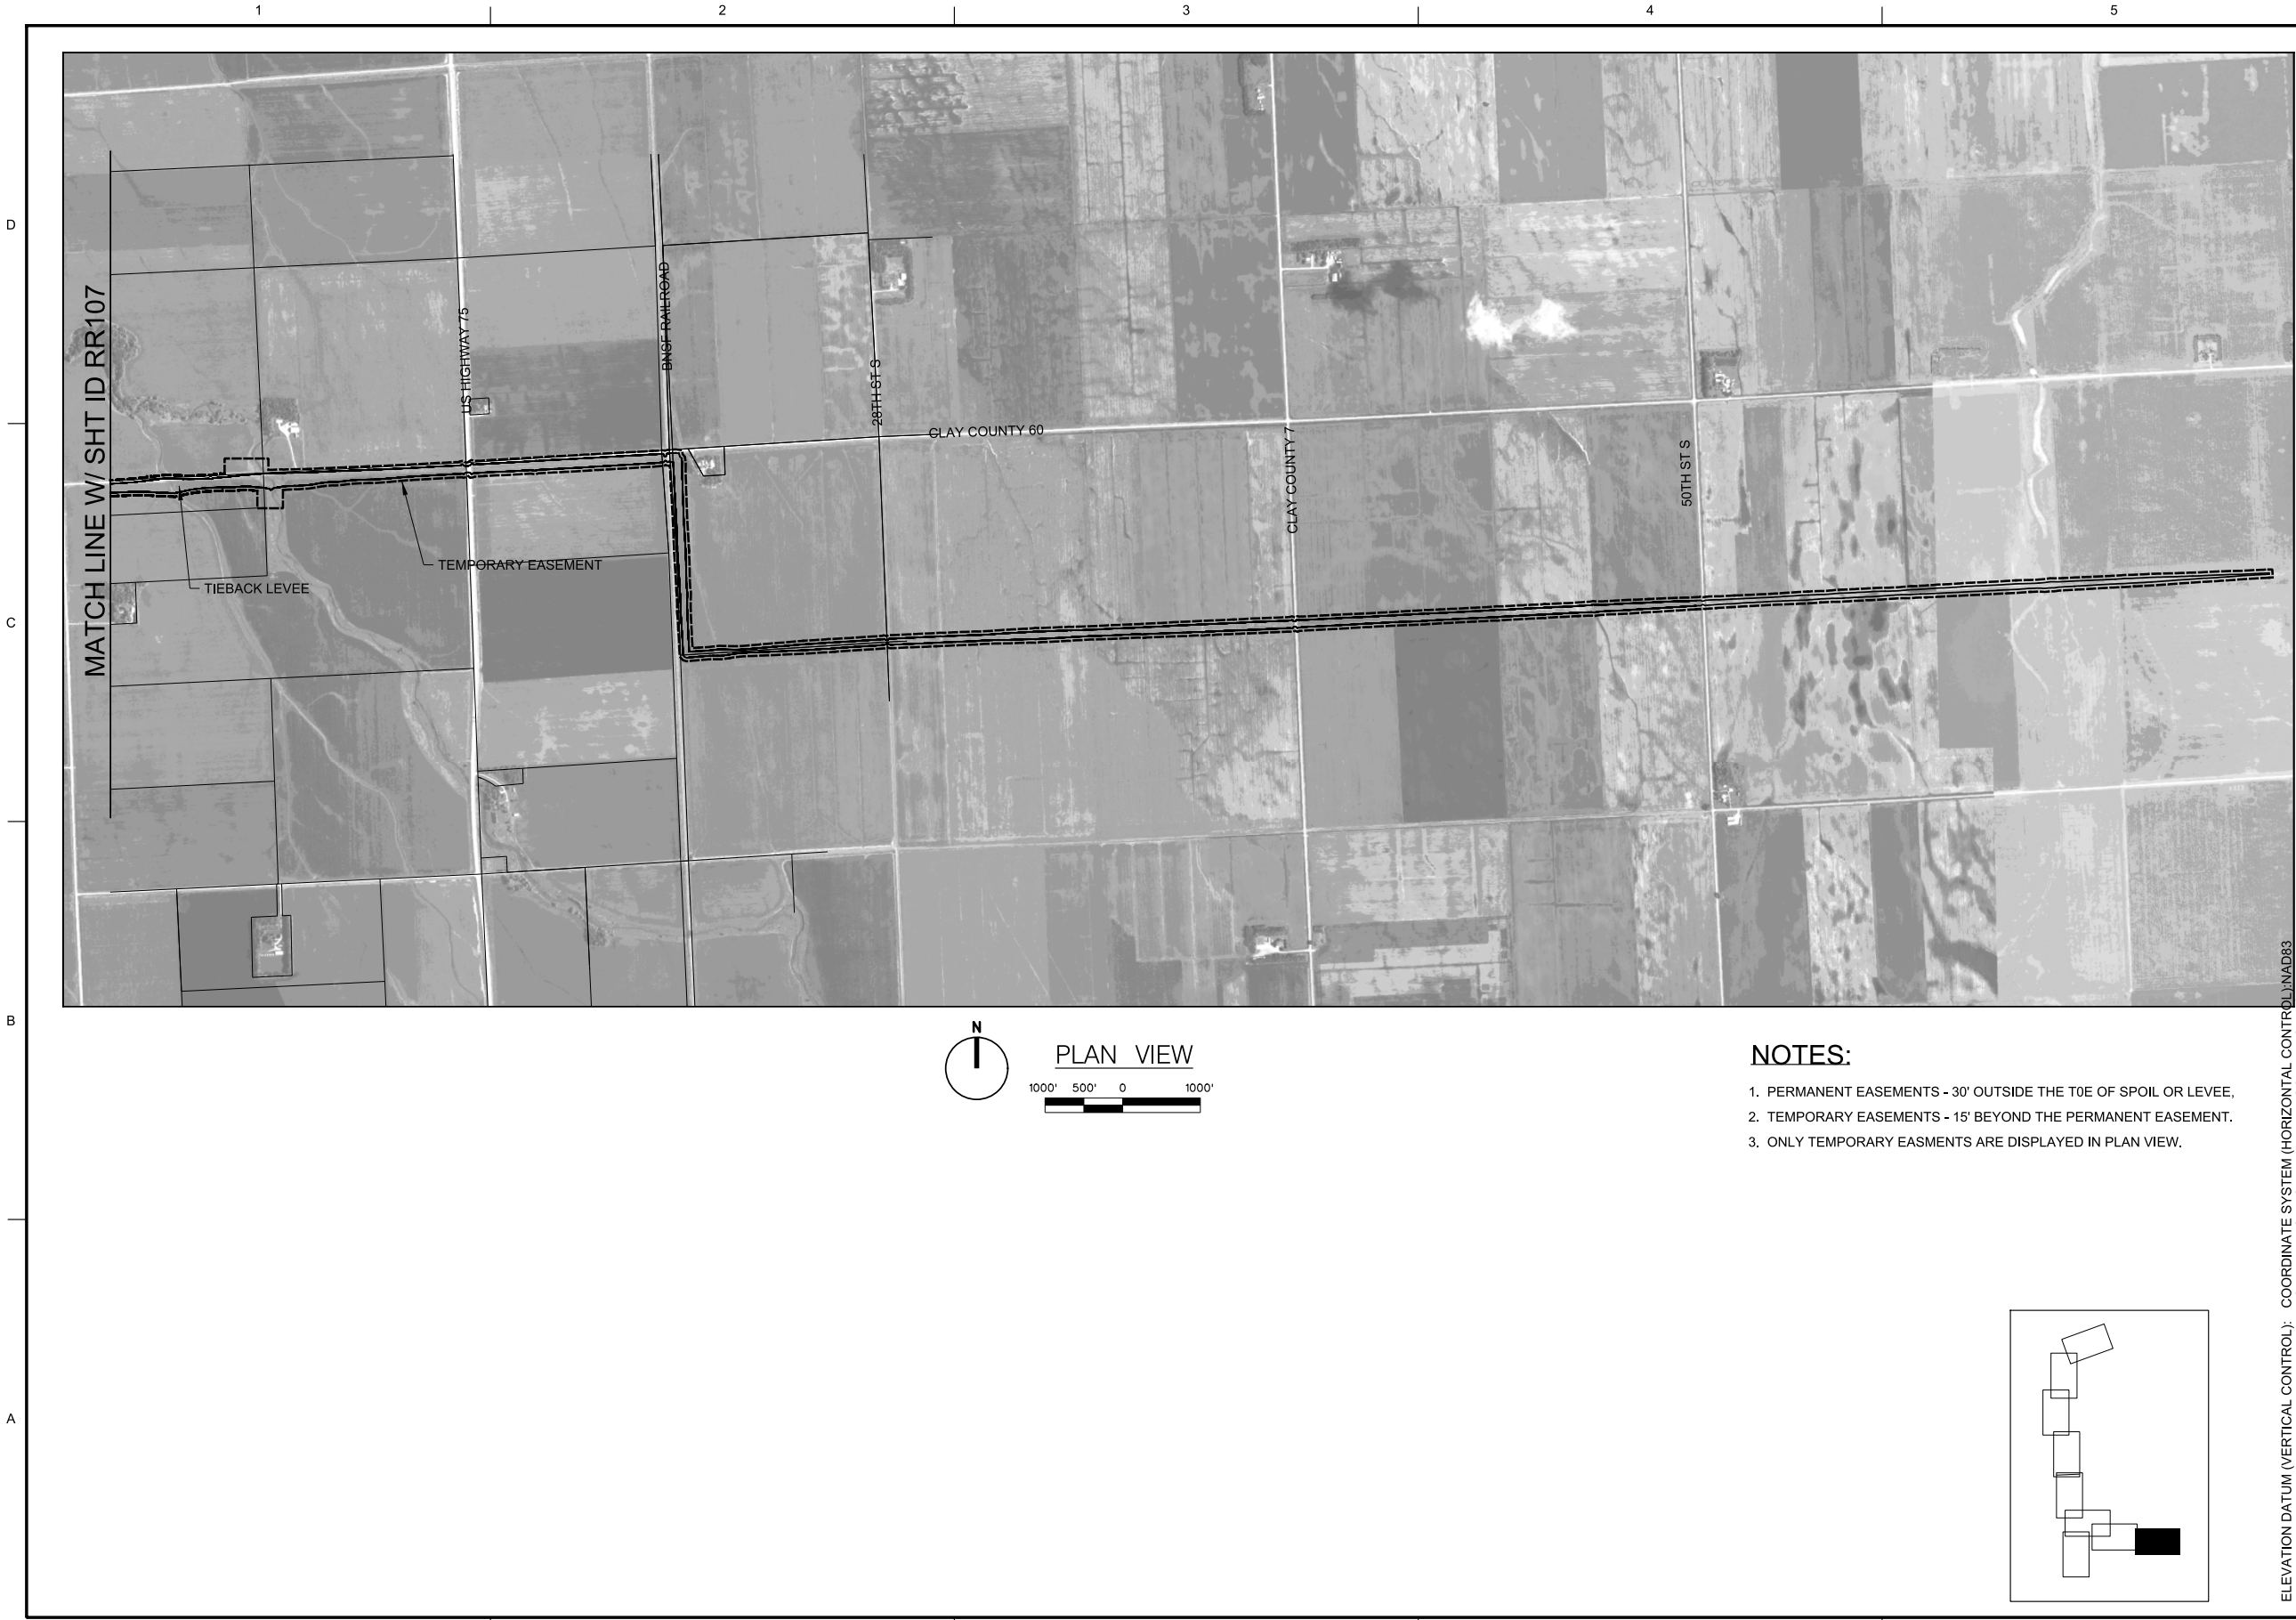 1 2 3 4 5
D
C
B
A
MATCH LINE W/ SHT ID RR107
US HIGHWAY 75
BNSF RAILROAD
28TH ST S
CLAY COUNTY 60
CLAY COUNTY 7
50TH ST S
TEMPORARY EASEMENT
TIEBACK LEVEE
N
PLAN VIEW
1000' 500' 0 1000'
NOTES:
1. PERMANENT EASEMENTS - 30' OUTSIDE THE T0E OF SPOIL OR LEVEE,
2. TEMPORARY EASEMENTS - 15' BEYOND THE PERMANENT EASEMENT.
3. ONLY TEMPORARY EASMENTS ARE DISPLAYED IN PLAN VIEW.
ELEVATION DATUM (VERTICAL CONTROL): COORDINATE SYSTEM (HORIZONTAL CONTROL):NAD83